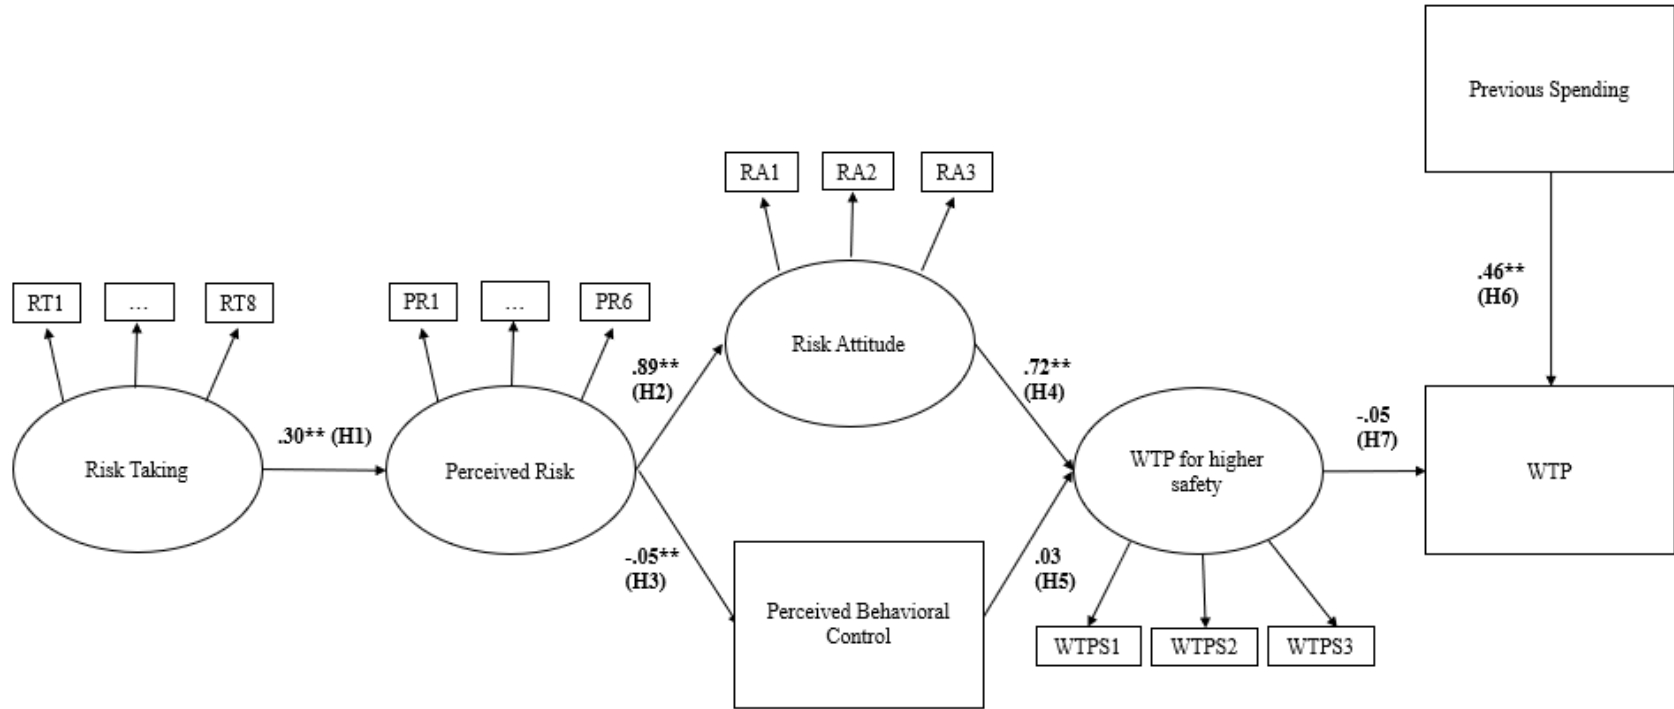 Previous Spending
RA1
RA2
RA3
.46**
(H6)
RT1
...
RT8
PR1
...
PR6
Risk Attitude
.89**
(H2)
.72**
(H4)
.30** (H1)
-.05
(H7)
Risk Taking
Perceived Risk
WTP for higher
safety
WTP
-.05**
(H3)
.03
(H5)
Perceived Behavioral
Control
WTPS1
WTPS2
WTPS3